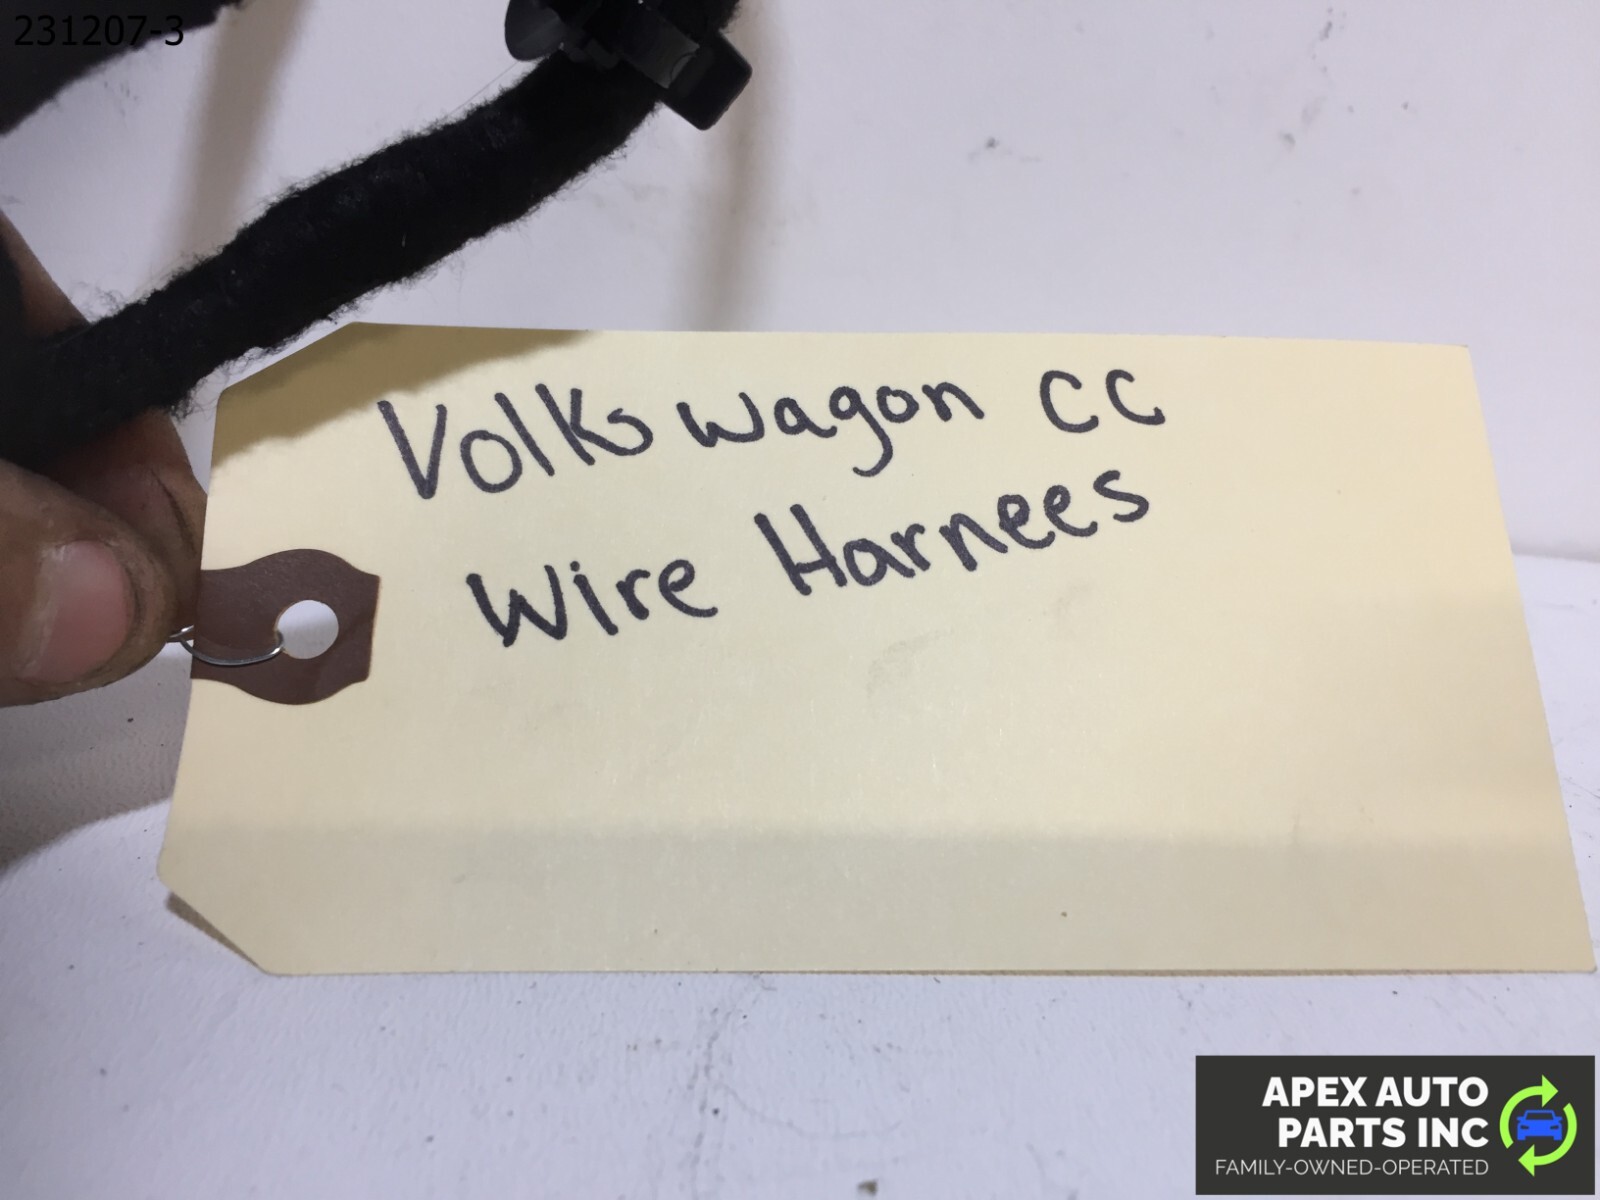 231207-3
Volkswagon CC
Wire Harnees
APEX AUTO
PARTS INC
FAMILY-OWNED-OPERATED